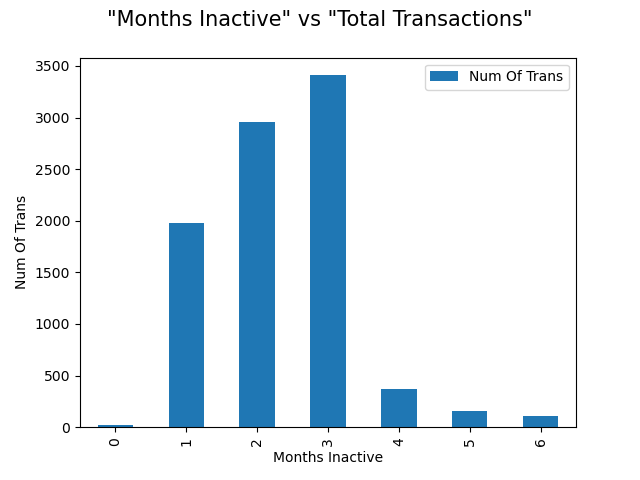 "Months Inactive" vs "Total Transactions"
3500
3000
2500
2000
1500
1000
500
0
Num Of Trans
Num Of Trans
0 1 2 3 4 5 6
Months Inactive